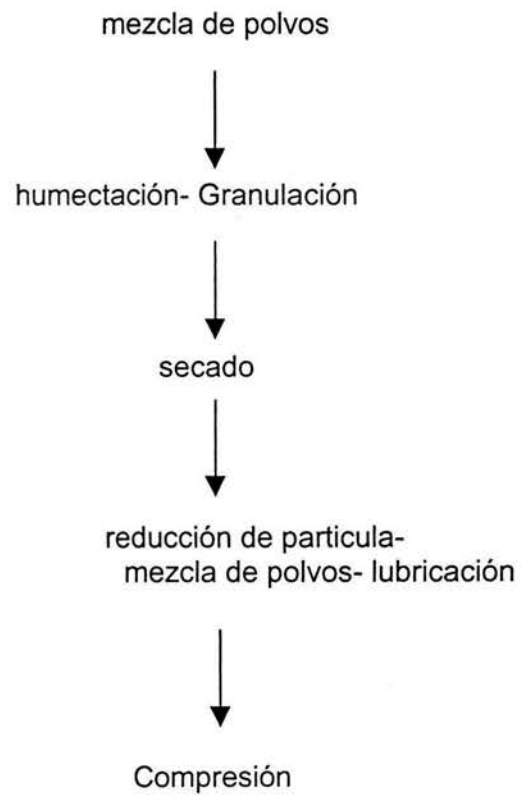 mezcla de polvos
humectación- Granulación
secado
reducción de particula-
mezcla de polvos- lubricación
Compresión